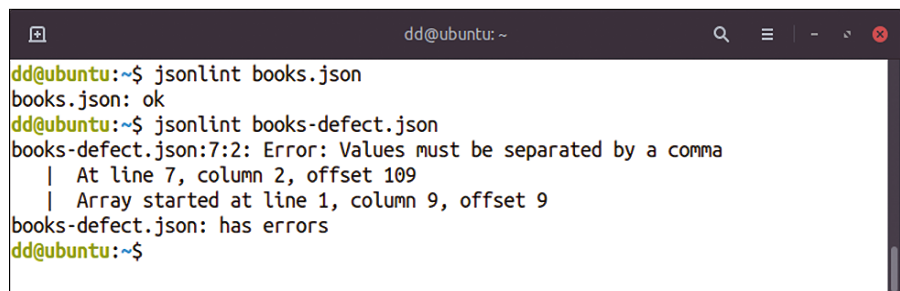 dd@ubuntu: ~
dd@ubuntu:~$ jsonlint books.json
books.json: ok
dd@ubuntu:~$ jsonlint books-defect.json
books-defect.json:7:2: Error: Values must be separated by a comma
   |  At line 7, column 2, offset 109
   |  Array started at line 1, column 9, offset 9
books-defect.json: has errors
dd@ubuntu:~$